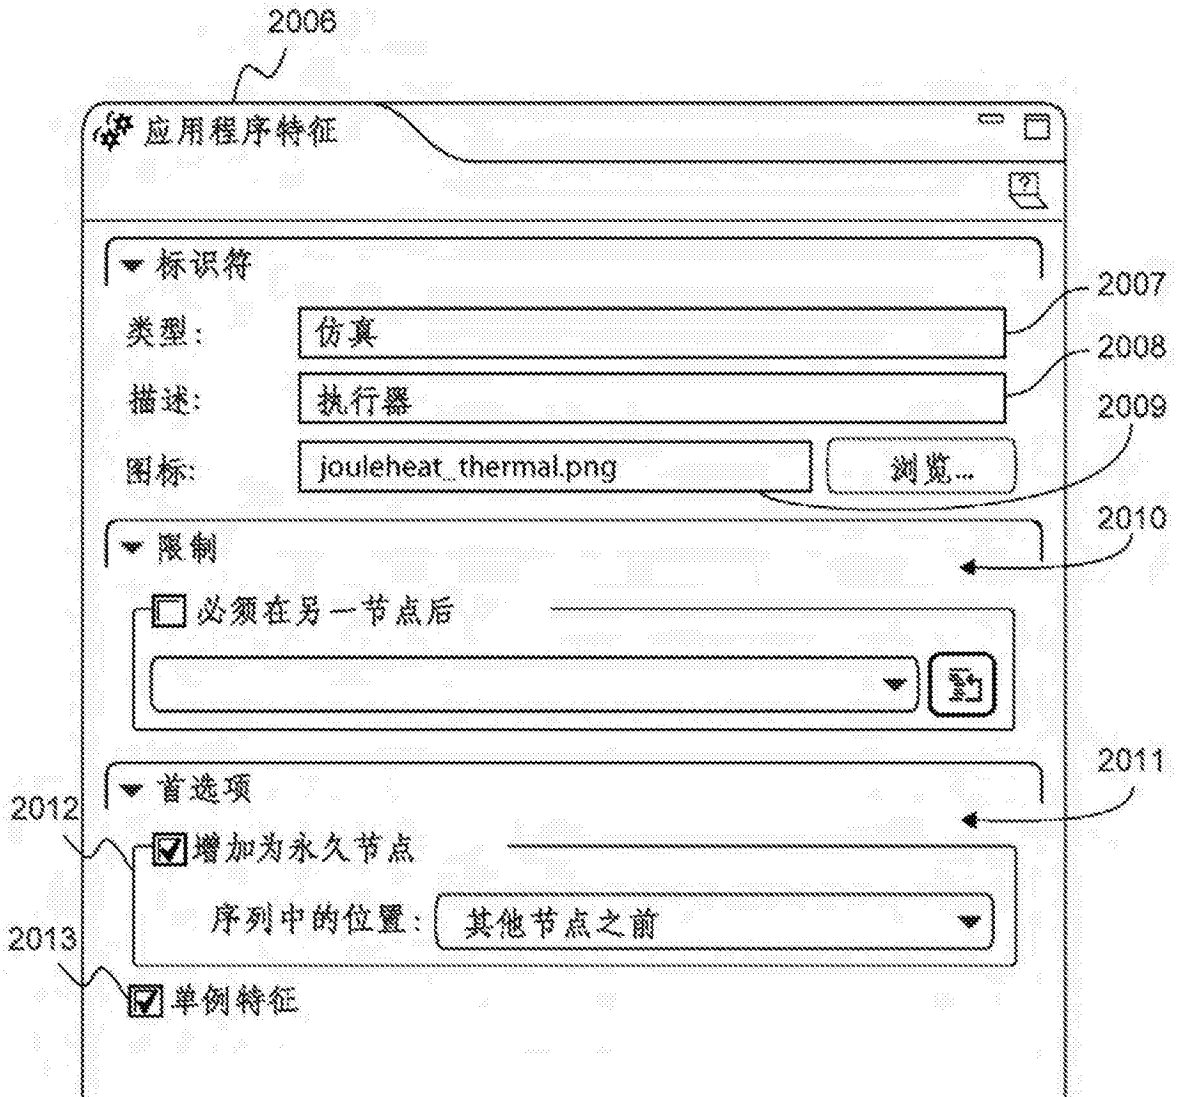 2006
应用程序特征
?
标识符
2007
类型: 仿真
2008
描述: 执行器
2009
图标: jouleheat_thermal.png 浏览...
2010
限制
必须在另一节点后
2011
首选项
2012
增加为永久节点
序列中的位置: 其他节点之前
2013
单例特征